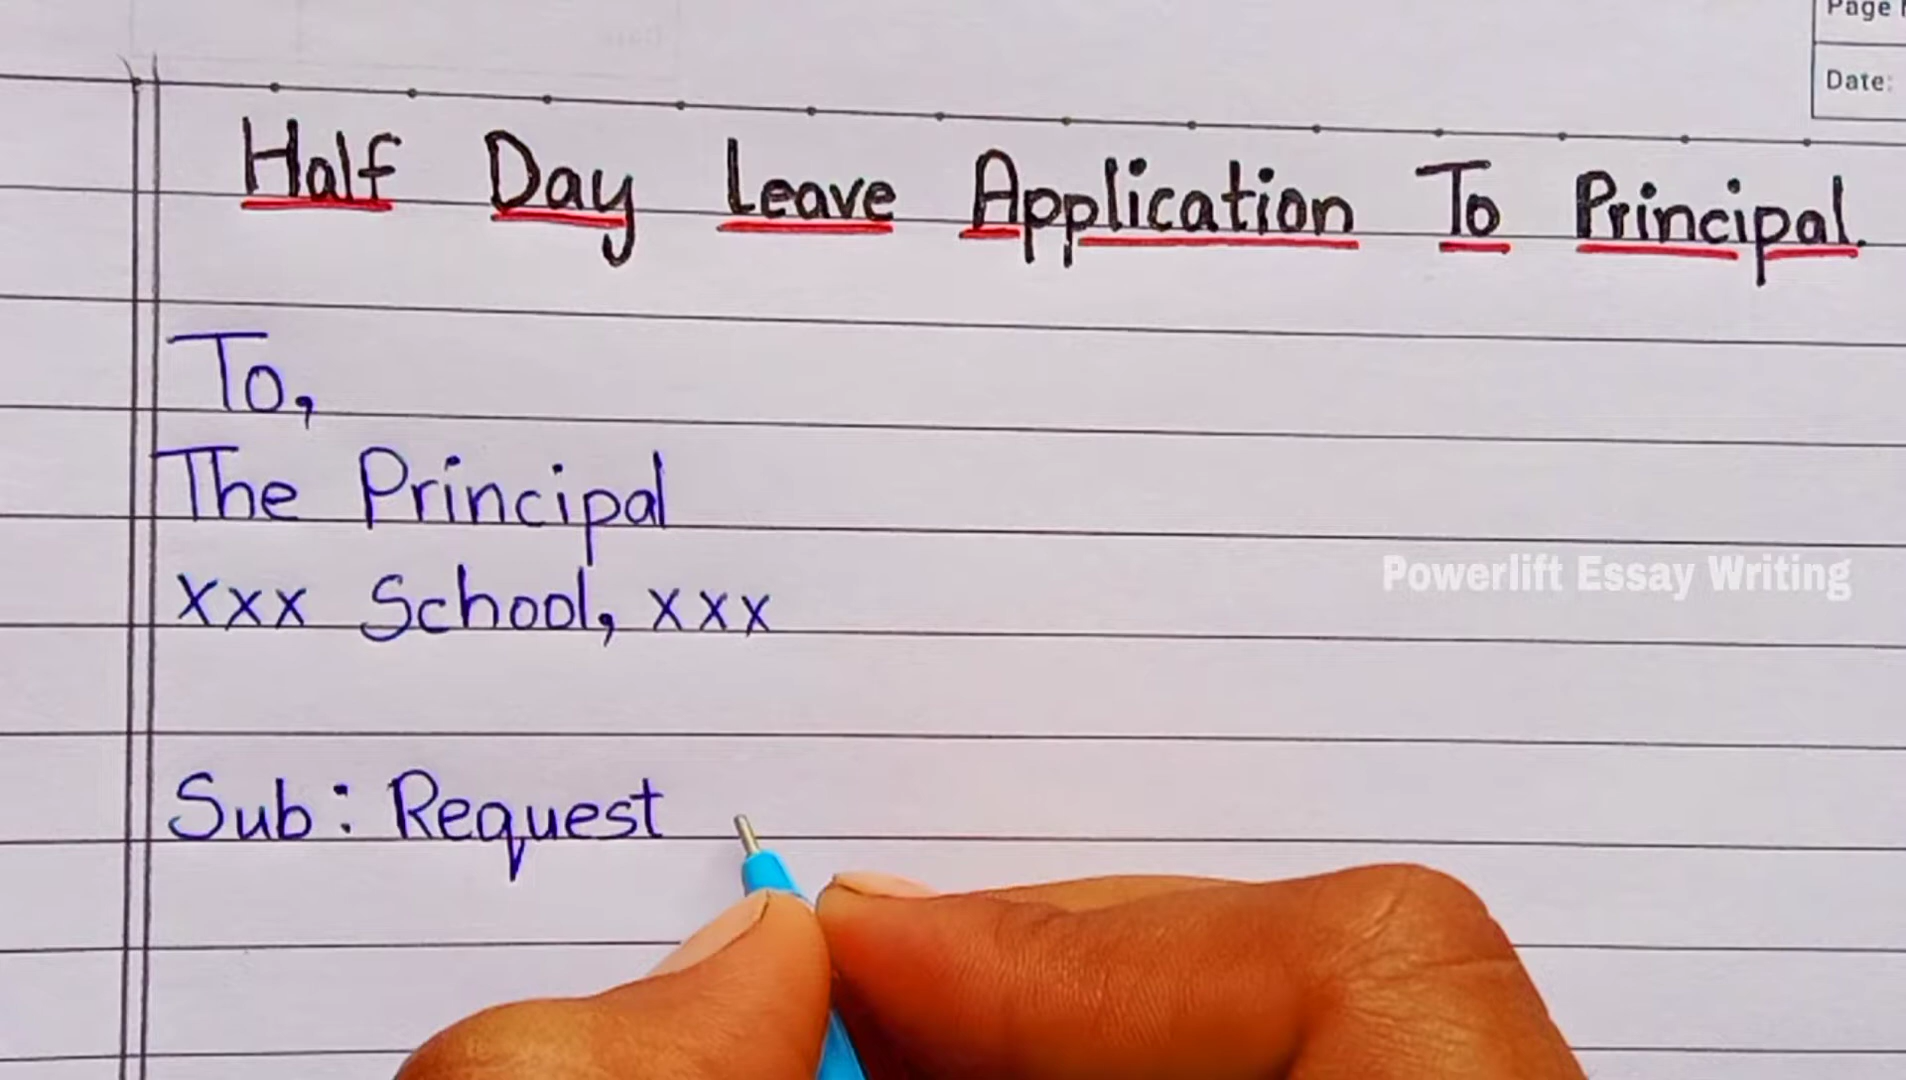 Page
Date:
Half Day Leave Application To Principal.
To,
The Principal
xxx School, xxx
Powerlift Essay Writing
Sub: Request